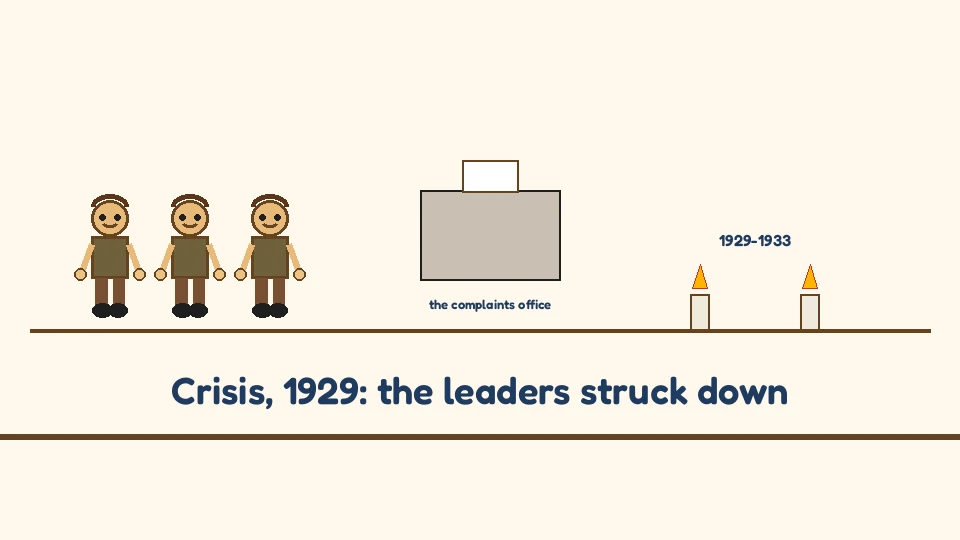 1929-1933
the complaints office
Crisis, 1929: the leaders struck down